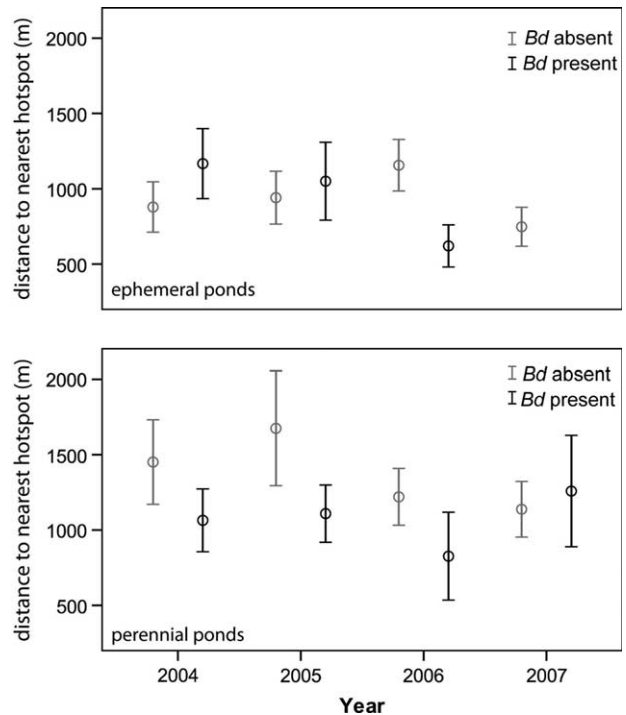 distance to nearest hotspot (m)
2000
1500
1000
500
Bd absent
Bd present
ephemeral ponds
distance to nearest hotspot (m)
2000
1500
1000
500
Bd absent
Bd present
perennial ponds
2004 2005 2006 2007
Year